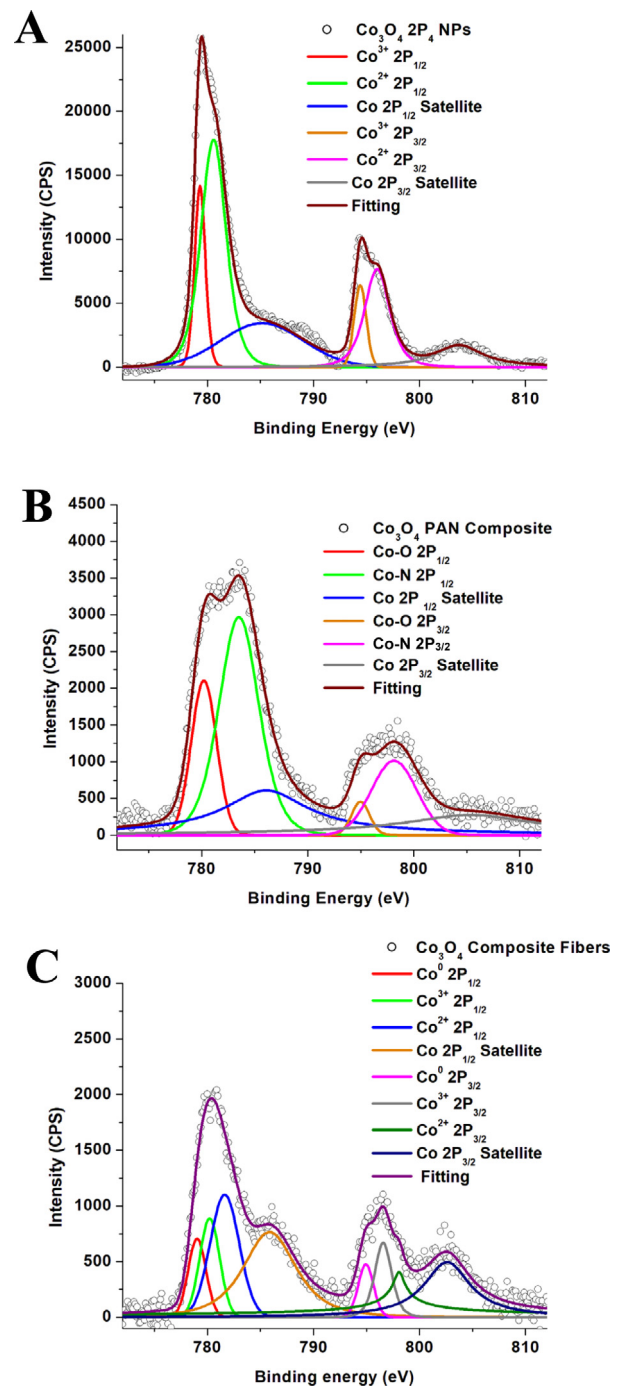 A
Co₃O₄ 2P₄ NPs
Co³⁺ 2P₁/₂
Co²⁺ 2P₁/₂
Co 2P₁/₂ Satellite
Co³⁺ 2P₃/₂
Co²⁺ 2P₃/₂
Co 2P₃/₂ Satellite
Fitting
25000
20000
15000
10000
5000
0
Intensity (CPS)
780 790 800 810
Binding Energy (eV)
B
Co₃O₄ PAN Composite
Co-O 2P₁/₂
Co-N 2P₁/₂
Co 2P₁/₂ Satellite
Co-O 2P₃/₂
Co-N 2P₃/₂
Co 2P₃/₂ Satellite
Fitting
4500
4000
3500
3000
2500
2000
1500
1000
500
0
Intensity (CPS)
780 790 800 810
Binding Energy (eV)
C
Co₃O₄ Composite Fibers
Co⁰ 2P₁/₂
Co³⁺ 2P₁/₂
Co²⁺ 2P₁/₂
Co 2P₁/₂ Satellite
Co⁰ 2P₃/₂
Co³⁺ 2P₃/₂
Co²⁺ 2P₃/₂
Co 2P₃/₂ Satellite
Fitting
3000
2500
2000
1500
1000
500
0
Intensity (CPS)
780 790 800 810
Binding energy (eV)